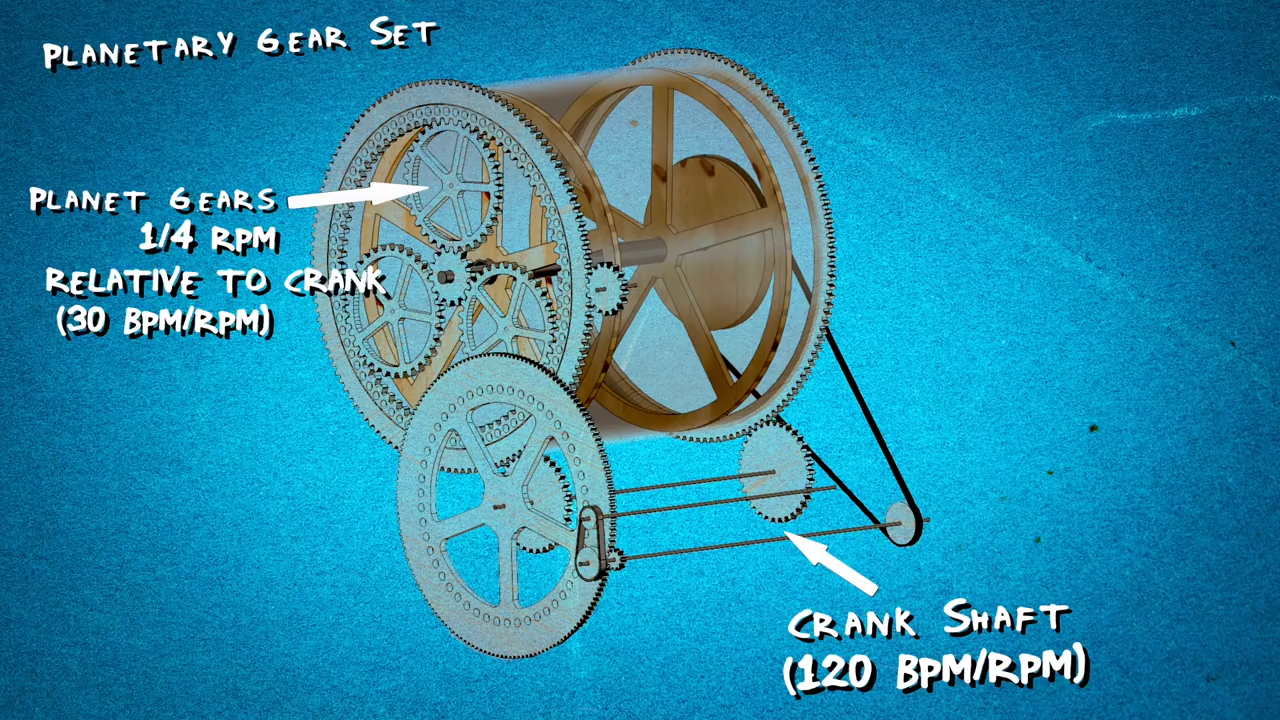 Planetary Gear Set
Planet Gears
1/4 RPM
Relative to Crank
(30 BPM/RPM)
Crank Shaft
(120 BPM/RPM)